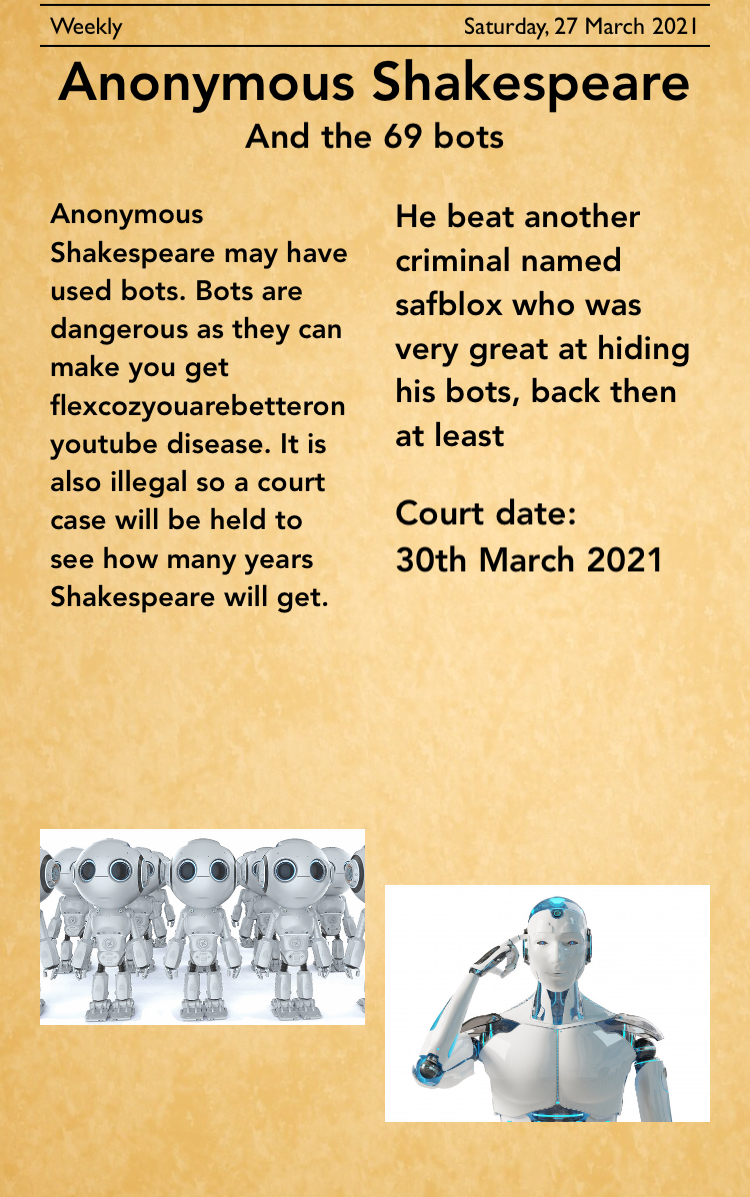 Weekly
Saturday, 27 March 2021
Anonymous Shakespeare
And the 69 bots
Anonymous
Shakespeare may have
used bots. Bots are
dangerous as they can
make you get
flexcozyouarebetteron
youtube disease. It is
also illegal so a court
case will be held to
see how many years
Shakespeare will get.
He beat another
criminal named
safblox who was
very great at hiding
his bots, back then
at least
Court date:
30th March 2021